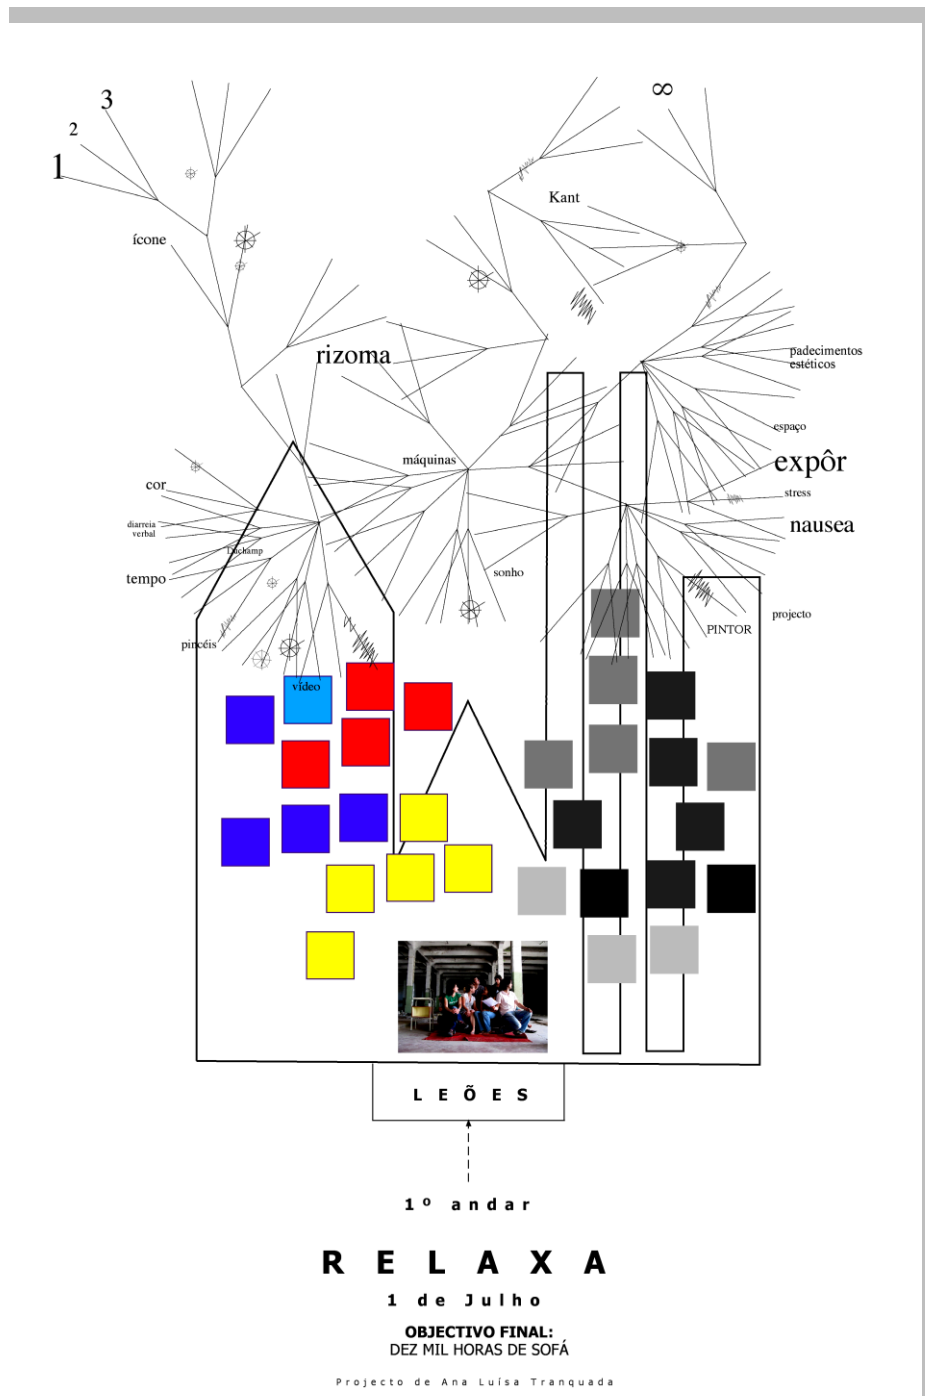 ∞
3
2
1
Kant
ícone
rizoma
padecimentos
estéticos
espaço
máquinas
expôr
cor
stress
diarreia
verbal
nausea
Duchamp
sonho
tempo
projecto
PINTOR
pincéis
vídeo
LEÕES
1º andar
RELAXA
1 de Julho
OBJECTIVO FINAL:
DEZ MIL HORAS DE SOFÁ
Projecto de Ana Luísa Tranquada